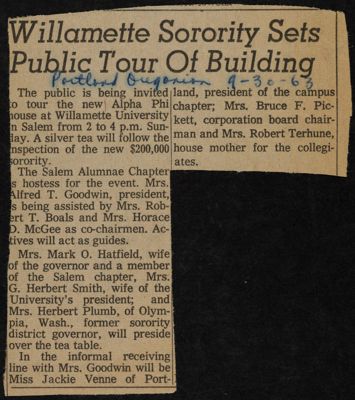 Willamette Sorority Sets
Public Tour Of Building
Portland Oregonian 9-30-63
The public is being invited
to tour the new Alpha Phi
house at Willamette University
n Salem from 2 to 4 p.m. Sun-
day. A silver tea will follow the
nspection of the new $200,000
sorority.
The Salem Alumnae Chapter
s hostess for the event. Mrs.
Alfred T. Goodwin, president,
s being assisted by Mrs. Rob-
ert T. Boals and Mrs. Horace
D. McGee as co-chairmen. Ac-
tives will act as guides.
Mrs. Mark O. Hatfield, wife
of the governor and a member
of the Salem chapter, Mrs.
G. Herbert Smith, wife of the
University's president; and
Mrs. Herbert Plumb, of Olym-
pia, Wash., former sorority
district governor, will preside
over the tea table.
In the informal receiving
line with Mrs. Goodwin will be
Miss Jackie Venne of Port-
land, president of the campus
chapter; Mrs. Bruce F. Pic-
kett, corporation board chair-
man and Mrs. Robert Terhune,
house mother for the collegi-
ates.